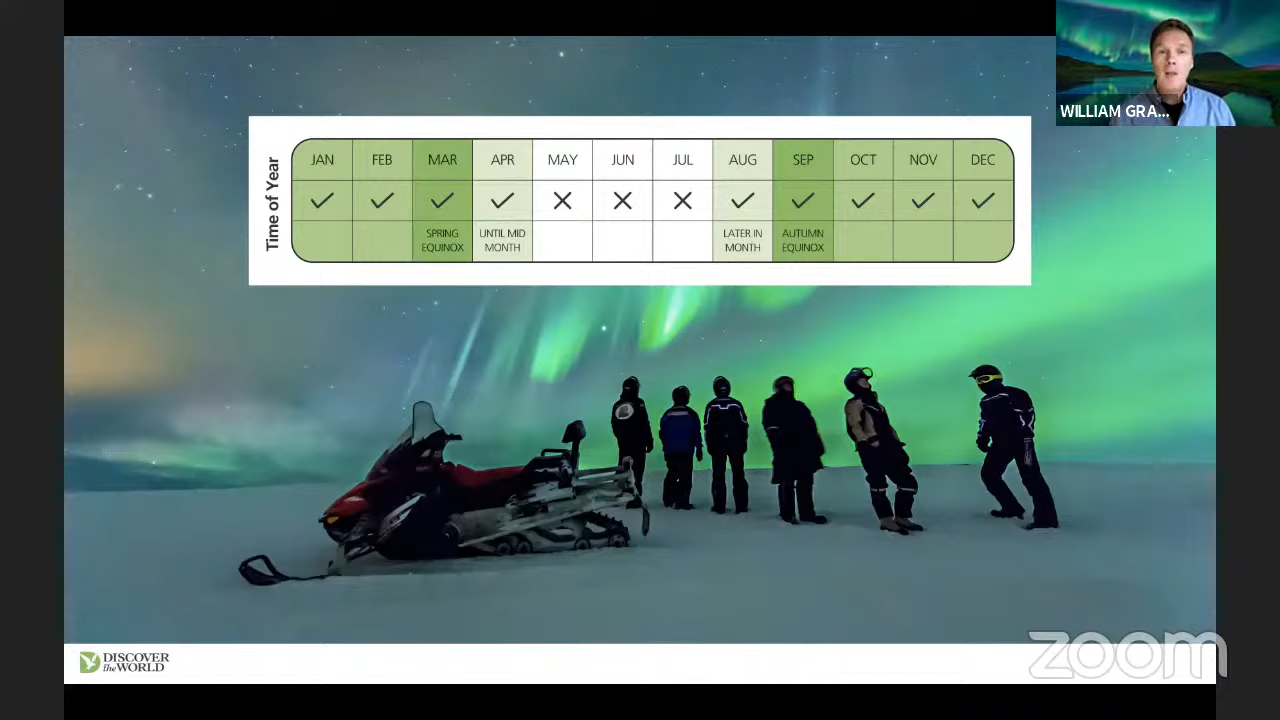 WILLIAM GRA...
Time of Year
JAN FEB MAR APR MAY JUN JUL AUG SEP OCT NOV DEC
SPRING EQUINOX UNTIL MID MONTH LATER IN MONTH AUTUMN EQUINOX
DISCOVER
the WORLD
zoom